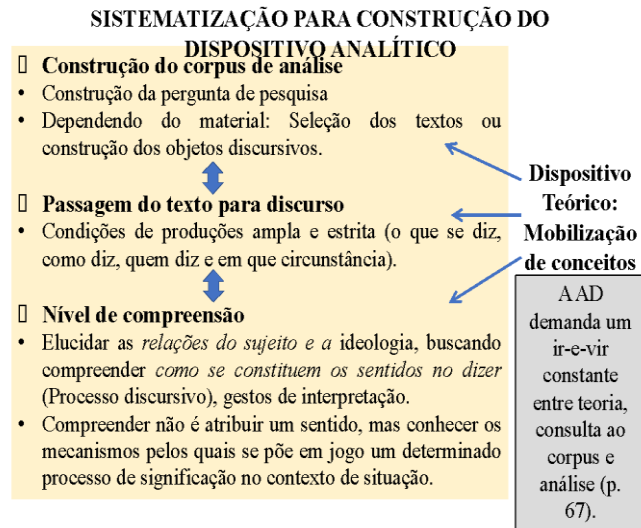 SISTEMATIZAÇÃO PARA CONSTRUÇÃO DO
DISPOSITIVO ANALÍTICO
Construção do corpus de análise
• Construção da pergunta de pesquisa
• Dependendo do material: Seleção dos textos ou
construção dos objetos discursivos.
Passagem do texto para discurso
• Condições de produções ampla e estrita (o que se diz,
como diz, quem diz e em que circunstância).
Nível de compreensão
• Elucidar as relações do sujeito e a ideologia, buscando
compreender como se constituem os sentidos no dizer
(Processo discursivo), gestos de interpretação.
• Compreender não é atribuir um sentido, mas conhecer os
mecanismos pelos quais se põe em jogo um determinado
processo de significação no contexto de situação.
Dispositivo
Teórico:
Mobilização
de conceitos
A AD
demanda um
ir-e-vir
constante
entre teoria,
consulta ao
corpus e
análise (p.
67).